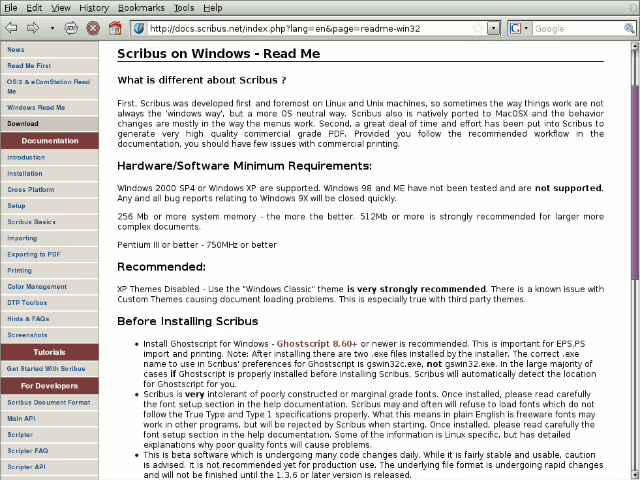 File Edit View History Bookmarks Tools Help
http://docs.scribus.net/index.php?lang=en&page=readme-win32
Google
News
Read Me First
OS/2 & eComStation Read
Me
Windows Read Me
Download
Documentation
Introduction
Installation
Cross Platform
Setup
Scribus Basics
Importing
Exporting to PDF
Printing
Color Management
DTP Toolbox
Hints & FAQs
Screenshots
Tutorials
Get Started With Scribus
For Developers
Scribus Document Format
Main API
Scripter
Scripter FAQ
Scripter API
Scribus on Windows - Read Me
What is different about Scribus ?
First, Scribus was developed first and foremost on Linux and Unix machines, so sometimes the way things work are not
always the 'windows way', but a more OS neutral way. Scribus also is natively ported to MacOSX and the behavior
changes are mostly in the way the menus work. Second, a great deal of time and effort has been put into Scribus to
generate very high quality commercial grade PDF. Provided you follow the recommended workflow in the
documentation, you should have few issues with commercial printing.
Hardware/Software Minimum Requirements:
Windows 2000 SP4 or Windows XP are supported. Windows 98 and ME have not been tested and are not supported.
Any and all bug reports relating to Windows 9X will be closed quickly.
256 Mb or more system memory - the more the better. 512Mb or more is strongly recommended for larger more
complex documents.
Pentium III or better - 750MHz or better
Recommended:
XP Themes Disabled - Use the "Windows Classic" theme is very strongly recommended. There is a known issue with
Custom Themes causing document loading problems. This is especially true with third party themes.
Before Installing Scribus
• Install Ghostscript for Windows - Ghostscript 8.60+ or newer is recommended. This is important for EPS,PS
import and printing. Note: After installing there are two .exe files installed by the installer. The correct .exe
name to use in Scribus' preferences for Ghostscript is gswin32c.exe, not gswin32.exe. In the large majority of
cases if Ghostscript is properly installed before installing Scribus, Scribus will automatically detect the location
for Ghostscript for you.
• Scribus is very intolerant of poorly constructed or marginal grade fonts. Once installed, please read carefully
the font setup section in the help documentation. Scribus may and often will refuse to load fonts which do not
follow the True Type and Type 1 specifications properly. What this means in plain English is freeware fonts may
work in other programs, but will be rejected by Scribus when starting. Once installed, please read carefully the
font setup section in the help documentation. Some of the information is Linux specific, but has detailed
explanations why poor quality fonts will cause problems.
• This is beta software which is undergoing many code changes daily. While it is fairly stable and usable, caution
is advised. It is not recommended yet for production use. The underlying file format is undergoing rapid changes
and will not be finished until the 1.3.6 or later version is released.